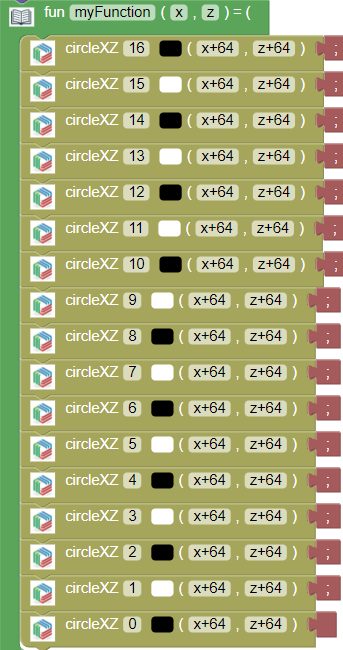 fun myFunction ( x , z ) = (
circleXZ 16 ( x+64 , z+64 ) ;
circleXZ 15 ( x+64 , z+64 ) ;
circleXZ 14 ( x+64 , z+64 ) ;
circleXZ 13 ( x+64 , z+64 ) ;
circleXZ 12 ( x+64 , z+64 ) ;
circleXZ 11 ( x+64 , z+64 ) ;
circleXZ 10 ( x+64 , z+64 ) ;
circleXZ 9 ( x+64 , z+64 ) ;
circleXZ 8 ( x+64 , z+64 ) ;
circleXZ 7 ( x+64 , z+64 ) ;
circleXZ 6 ( x+64 , z+64 ) ;
circleXZ 5 ( x+64 , z+64 ) ;
circleXZ 4 ( x+64 , z+64 ) ;
circleXZ 3 ( x+64 , z+64 ) ;
circleXZ 2 ( x+64 , z+64 ) ;
circleXZ 1 ( x+64 , z+64 ) ;
circleXZ 0 ( x+64 , z+64 )